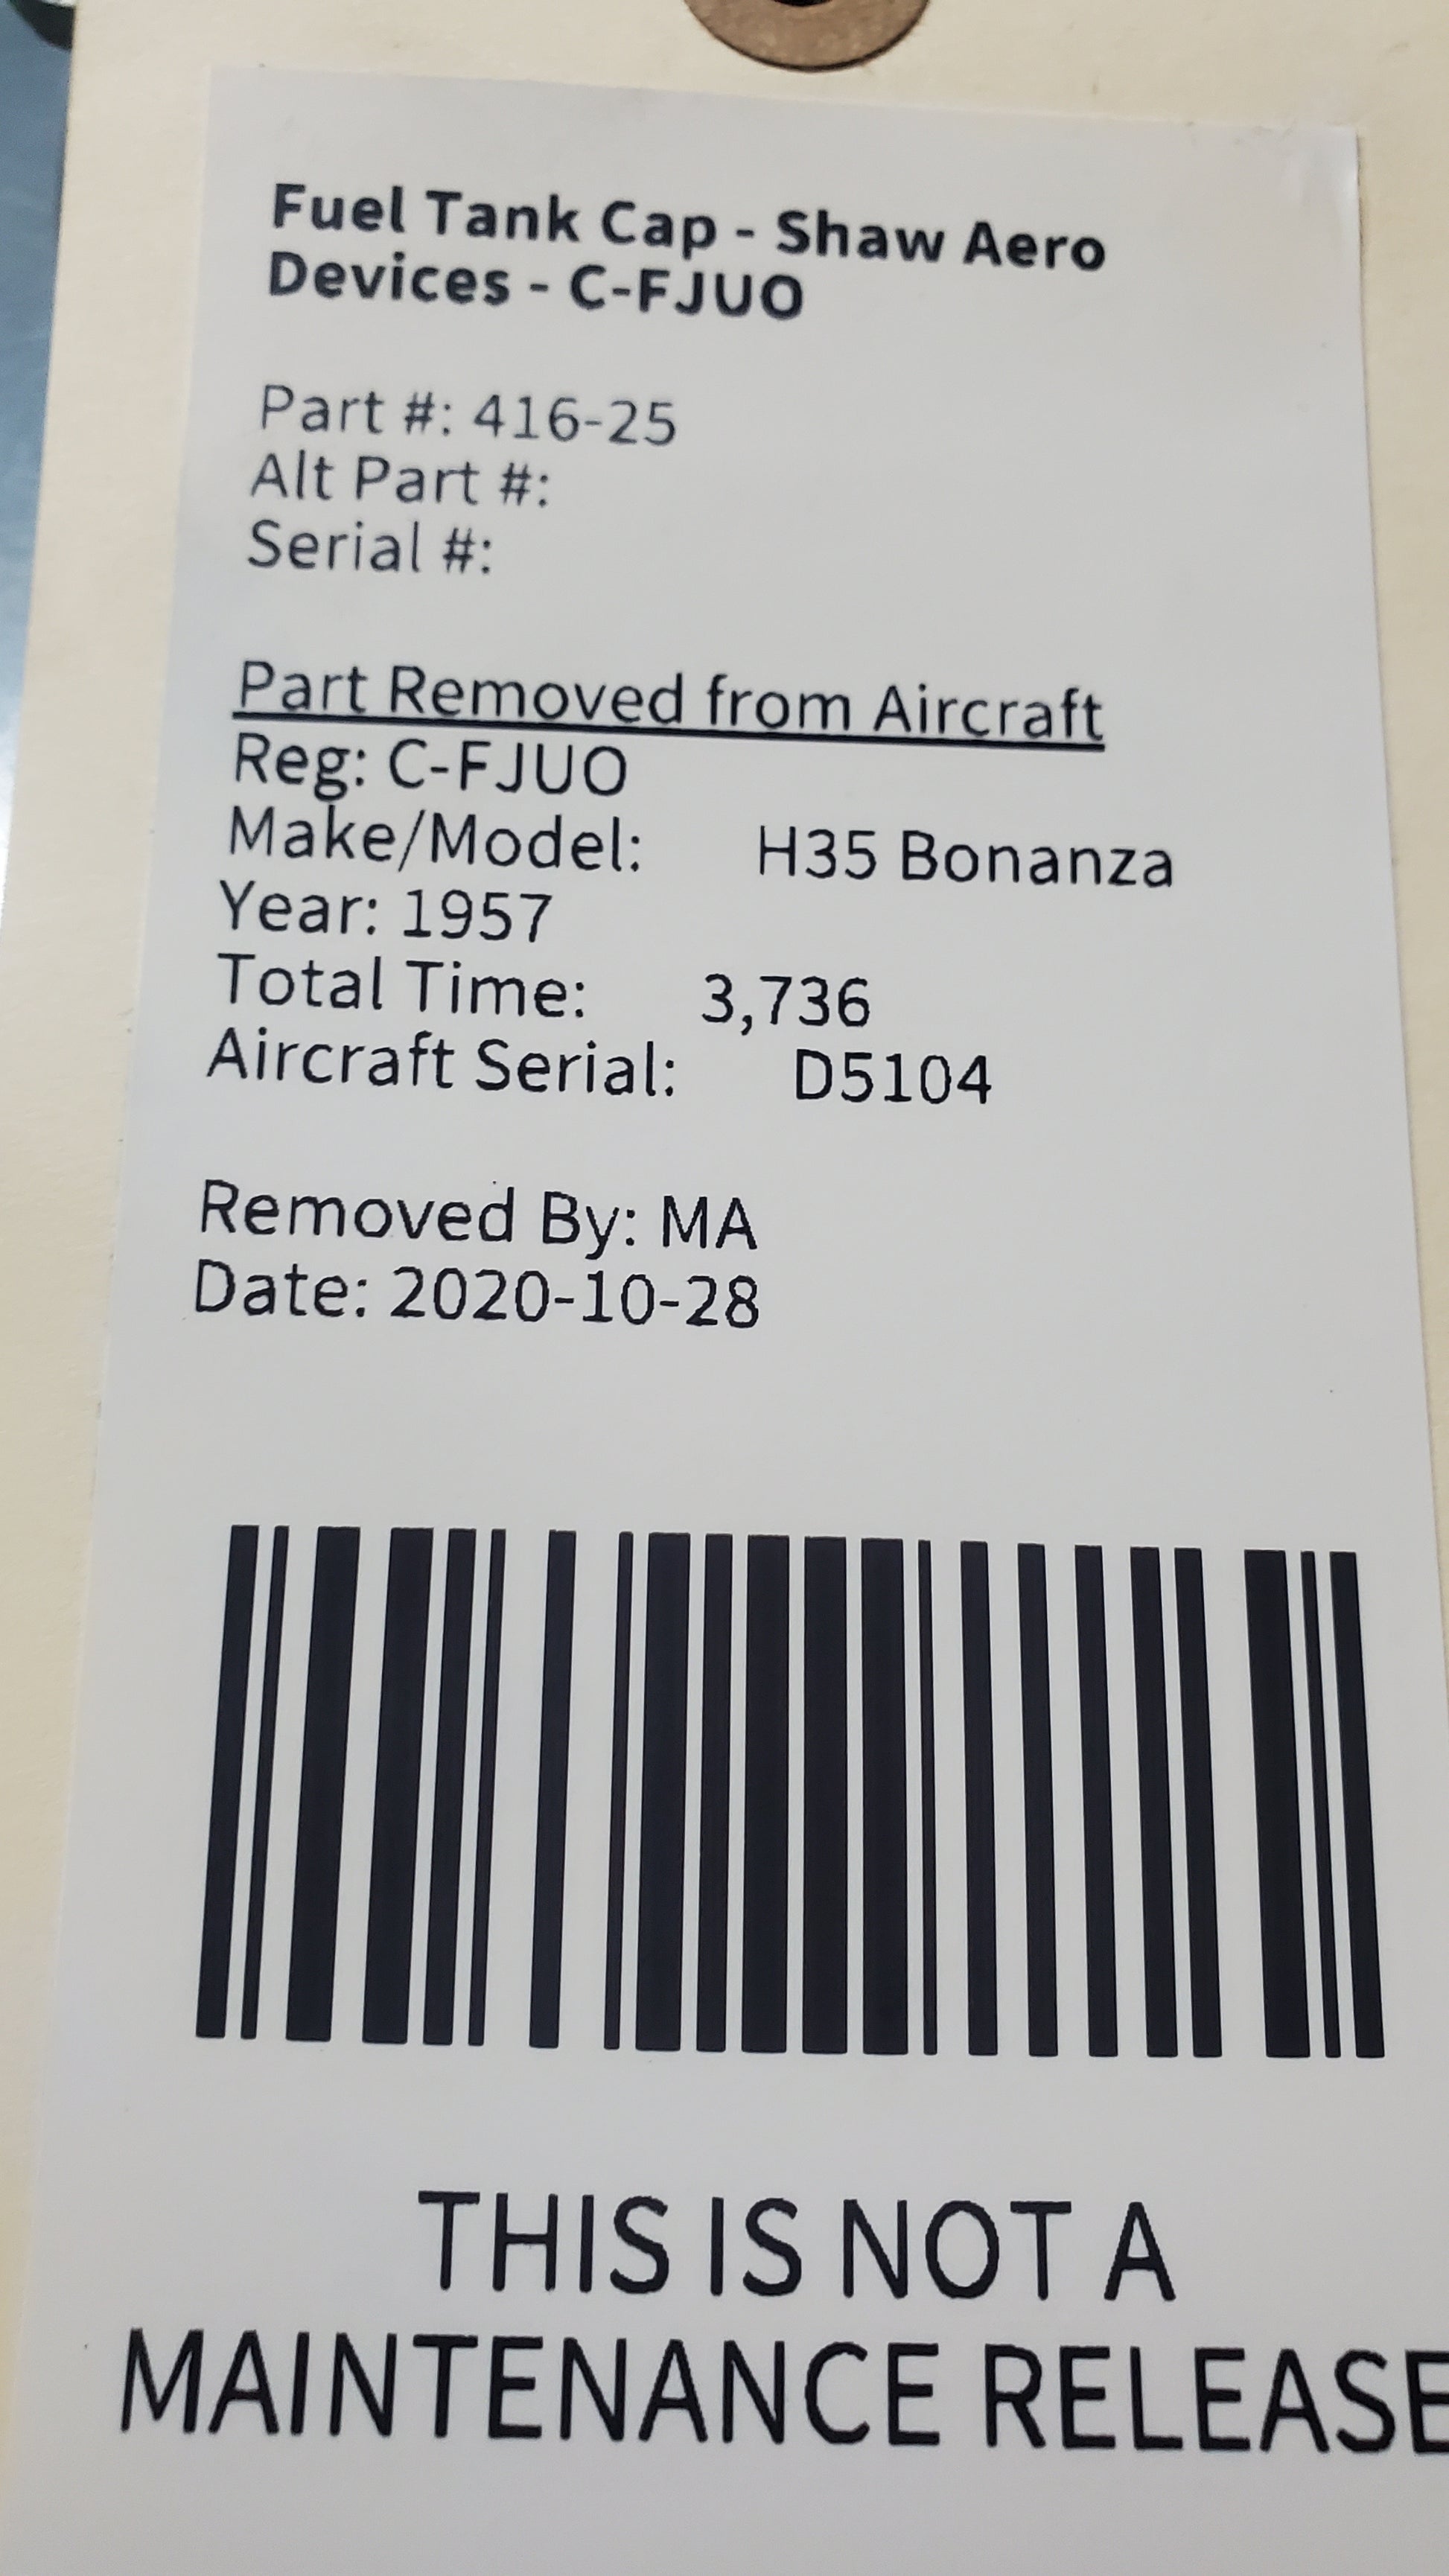 Fuel Tank Cap - Shaw Aero
Devices - C-FJUO
Part #: 416-25
Alt Part #:
Serial #:
Part Removed from Aircraft
Reg: C-FJUO
Make/Model: H35 Bonanza
Year: 1957
Total Time: 3,736
Aircraft Serial: D5104
Removed By: MA
Date: 2020-10-28
THIS IS NOT A
MAINTENANCE RELEASE